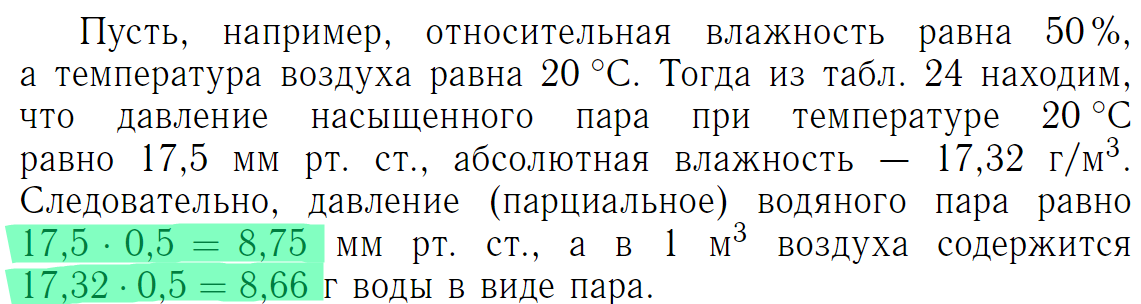 Пусть, например, относительная влажность равна 50 %,
а температура воздуха равна 20 °C. Тогда из табл. 24 находим,
что давление насыщенного пара при температуре 20 °C
равно 17,5 мм рт. ст., абсолютная влажность — 17,32 г/м³.
Следовательно, давление (парциальное) водяного пара равно
17,5 · 0,5 = 8,75 мм рт. ст., а в 1 м³ воздуха содержится
17,32 · 0,5 = 8,66 г воды в виде пара.